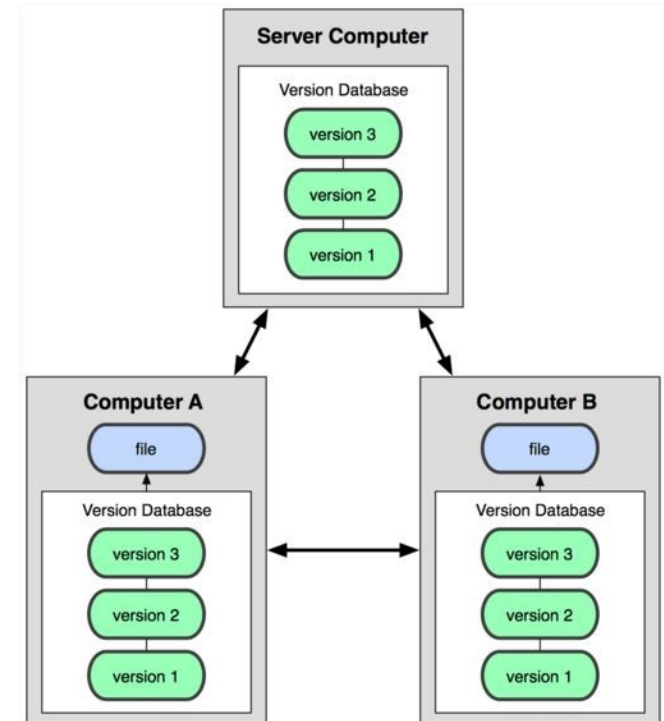 Server Computer
Version Database
version 3
version 2
version 1
Computer A
file
Version Database
version 3
version 2
version 1
Computer B
file
Version Database
version 3
version 2
version 1